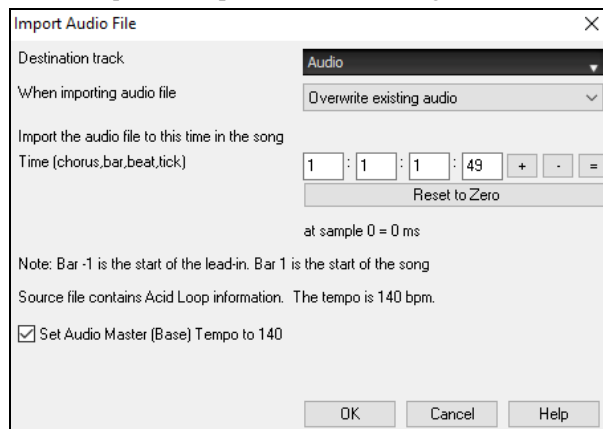 Import Audio File
Destination track Audio
When importing audio file Overwrite existing audio
Import the audio file to this time in the song
Time (chorus,bar,beat,tick) 1 : 1 : 1 : 49 + - =
Reset to Zero
at sample 0 = 0 ms
Note: Bar -1 is the start of the lead-in. Bar 1 is the start of the song
Source file contains Acid Loop information. The tempo is 140 bpm.
Set Audio Master (Base) Tempo to 140
OK Cancel Help